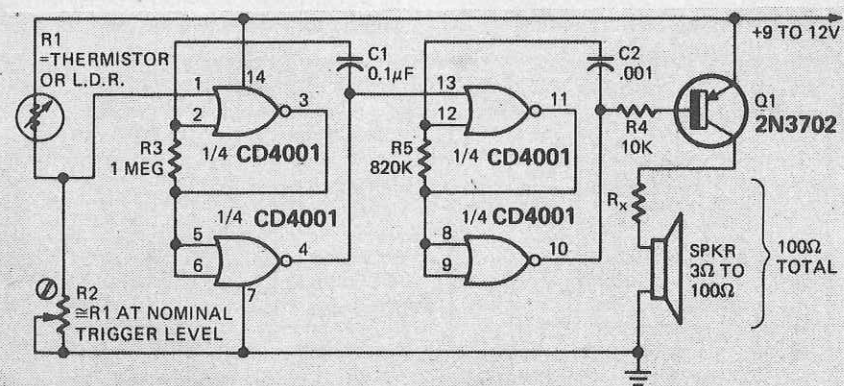 R1
=THERMISTOR
OR L.D.R.
1
2
14
3
C1
0.1µF
R3
1 MEG
1/4 CD4001
1/4 CD4001
5
6
4
7
R2
≅R1 AT NOMINAL
TRIGGER LEVEL
13
12
11
C2
.001
R5
820K
1/4 CD4001
1/4 CD4001
8
9
10
R4
10K
+9 TO 12V
Q1
2N3702
Rx
SPKR
3Ω TO
100Ω
100Ω
TOTAL